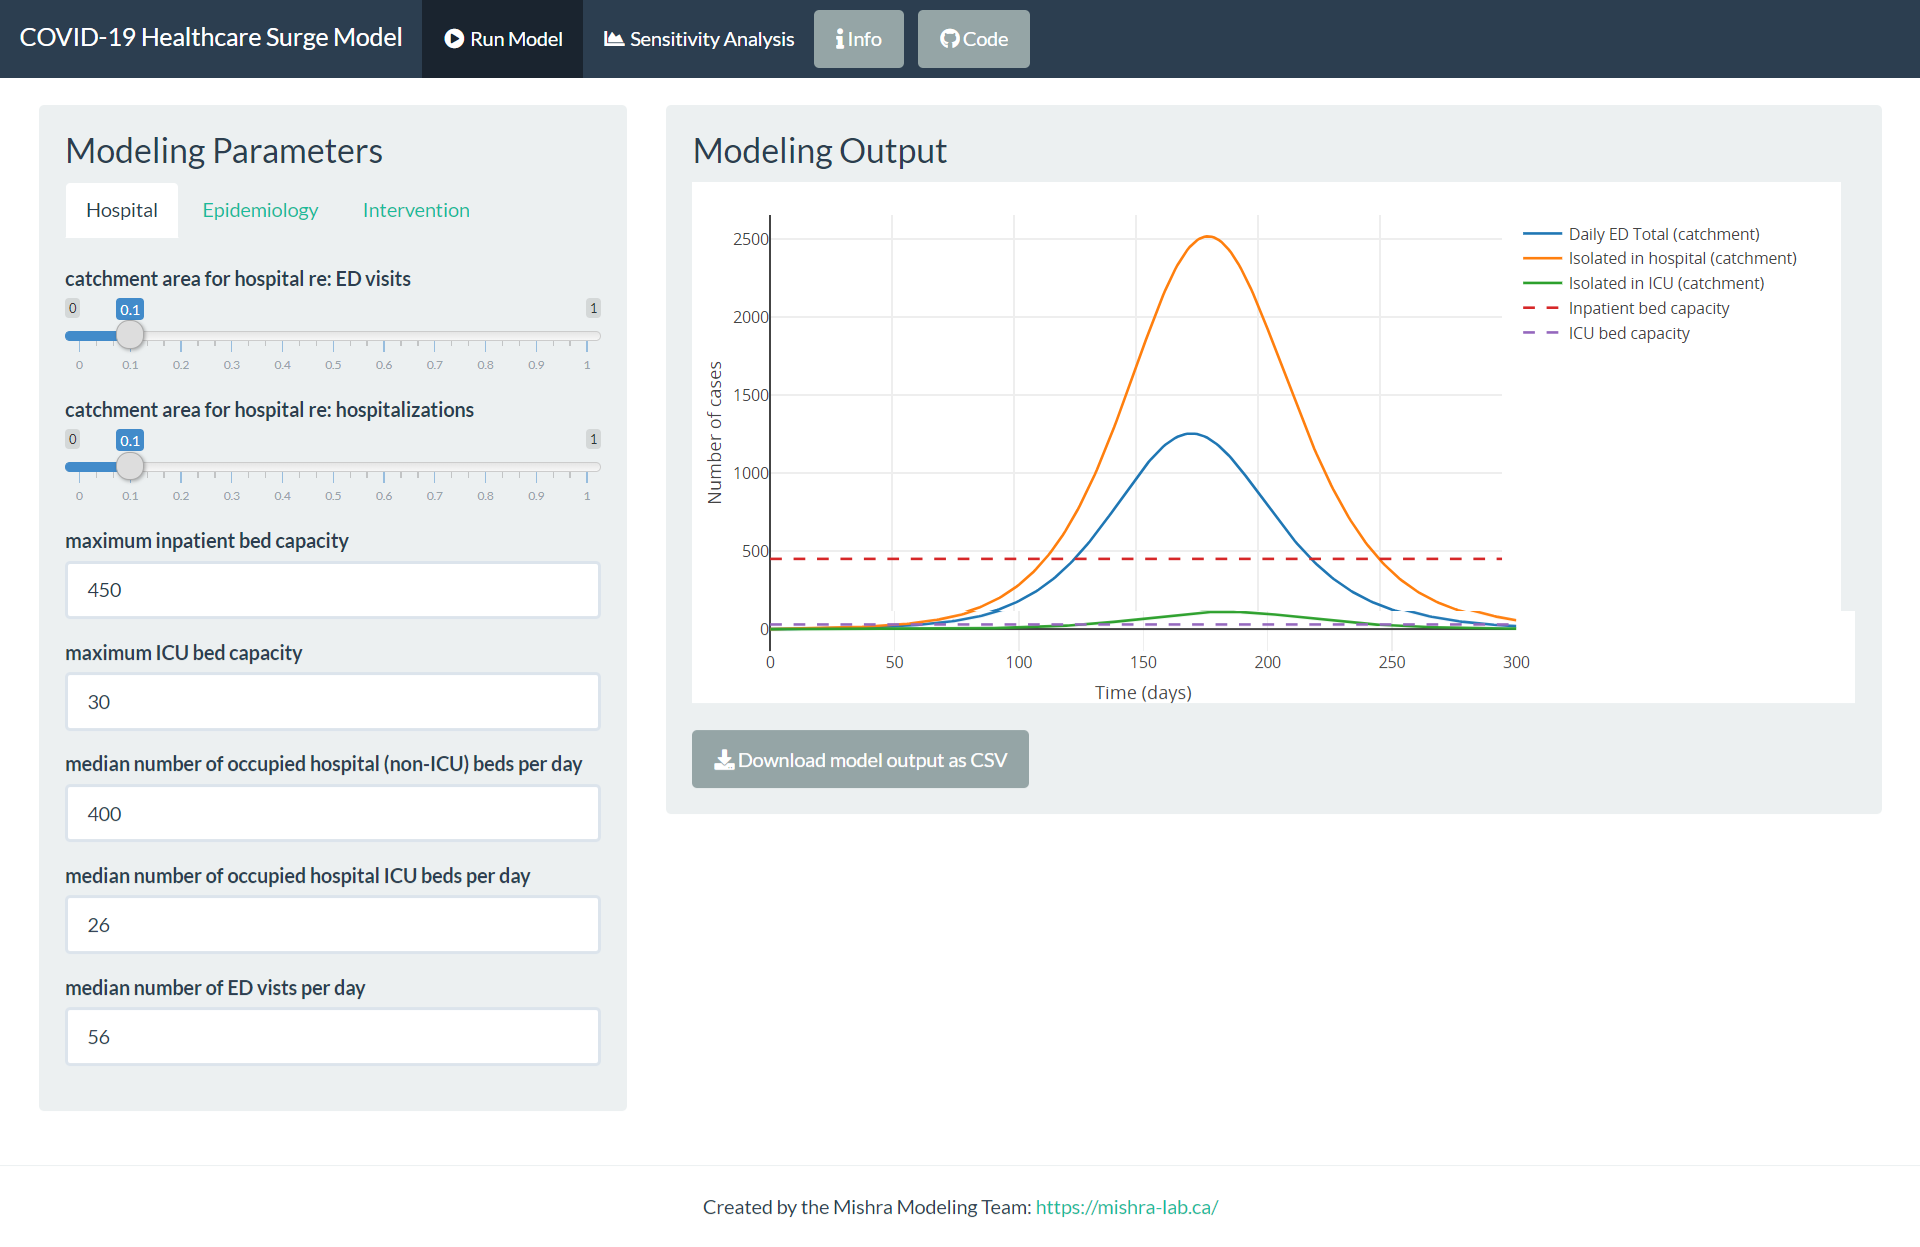 COVID-19 Healthcare Surge Model
Run Model
Sensitivity Analysis
Info
Code
Modeling Parameters
Hospital
Epidemiology
Intervention
catchment area for hospital re: ED visits
0
0.1
1
0 0.1 0.2 0.3 0.4 0.5 0.6 0.7 0.8 0.9 1
catchment area for hospital re: hospitalizations
0
0.1
1
0 0.1 0.2 0.3 0.4 0.5 0.6 0.7 0.8 0.9 1
maximum inpatient bed capacity
450
maximum ICU bed capacity
30
median number of occupied hospital (non-ICU) beds per day
400
median number of occupied hospital ICU beds per day
26
median number of ED vists per day
56
Modeling Output
Number of cases
2500
2000
1500
1000
500
0
0 50 100 150 200 250 300
Time (days)
Daily ED Total (catchment)
Isolated in hospital (catchment)
Isolated in ICU (catchment)
Inpatient bed capacity
ICU bed capacity
Download model output as CSV
Created by the Mishra Modeling Team: https://mishra-lab.ca/